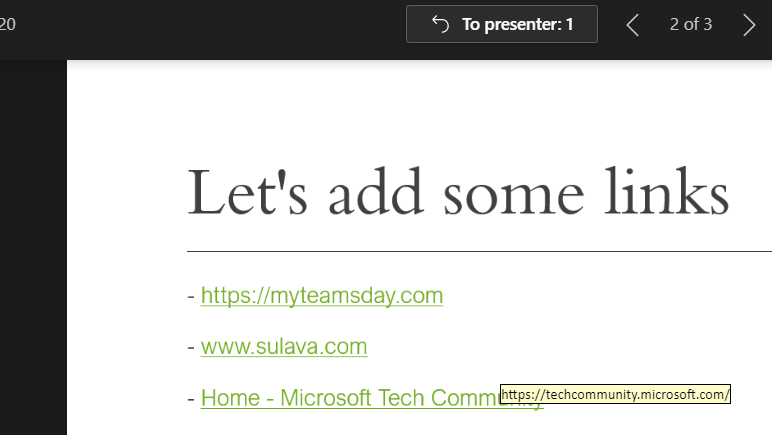 20
To presenter: 1
2 of 3
Let's add some links
- https://myteamsday.com
- www.sulava.com
- Home - Microsoft Tech Community
https://techcommunity.microsoft.com/